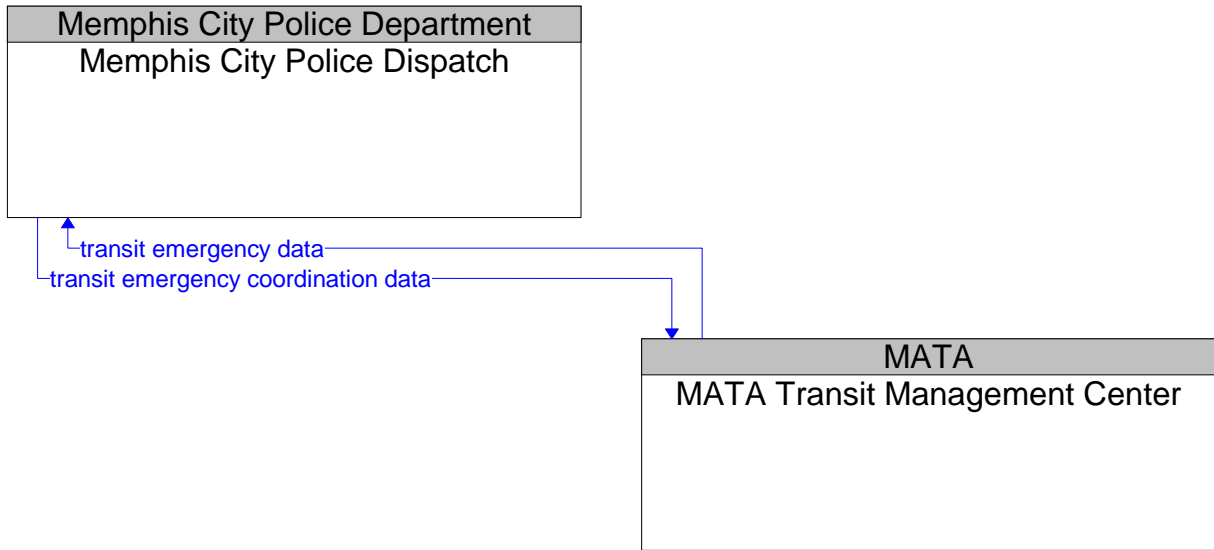 Memphis City Police Department
Memphis City Police Dispatch
transit emergency data
transit emergency coordination data
MATA
MATA Transit Management Center